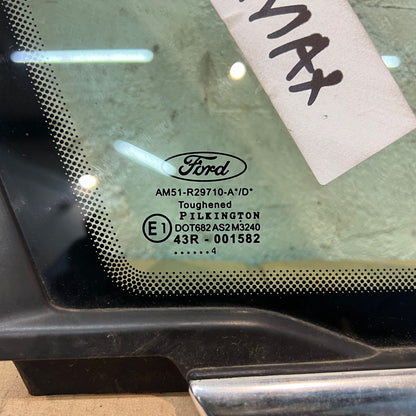 MAX
Ford
AM51-R29710-A*/D*
Toughened
PILKINGTON
E1
DOT682 AS2 M3240
43R - 001582
......4